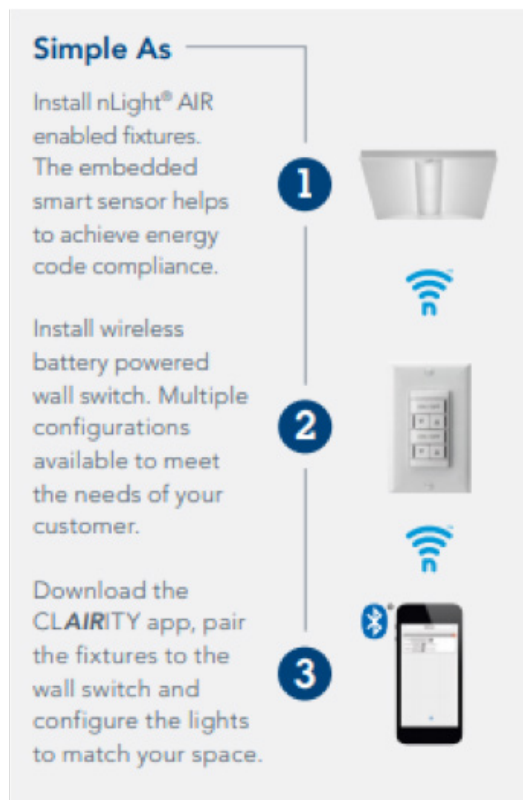 Simple As
Install nLight® AIR
enabled fixtures.
The embedded
smart sensor helps
to achieve energy
code compliance.
1
Install wireless
battery powered
wall switch. Multiple
configurations
available to meet
the needs of your
customer.
2
Download the
CLAIRITY app, pair
the fixtures to the
wall switch and
configure the lights
to match your space.
3